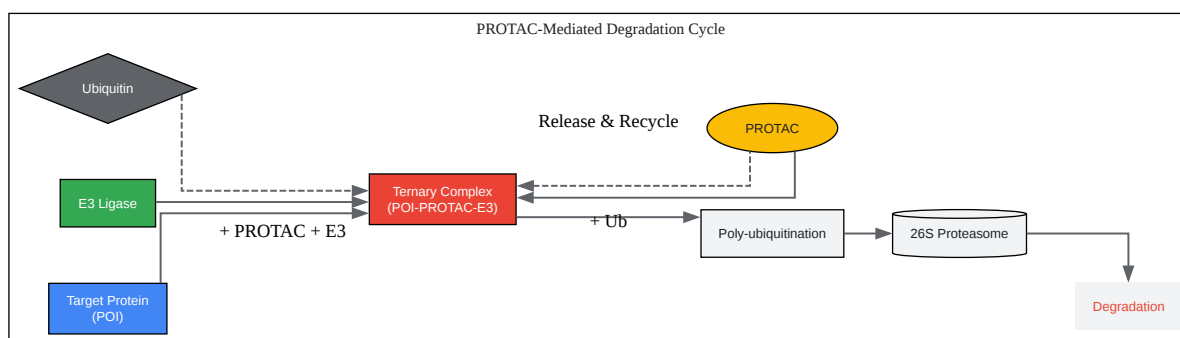 PROTAC-Mediated Degradation Cycle
Ubiquitin
Release & Recycle
PROTAC
E3 Ligase
Ternary Complex
(POI-PROTAC-E3)
+ PROTAC + E3
+ Ub
Poly-ubiquitination
26S Proteasome
Target Protein
(POI)
Degradation